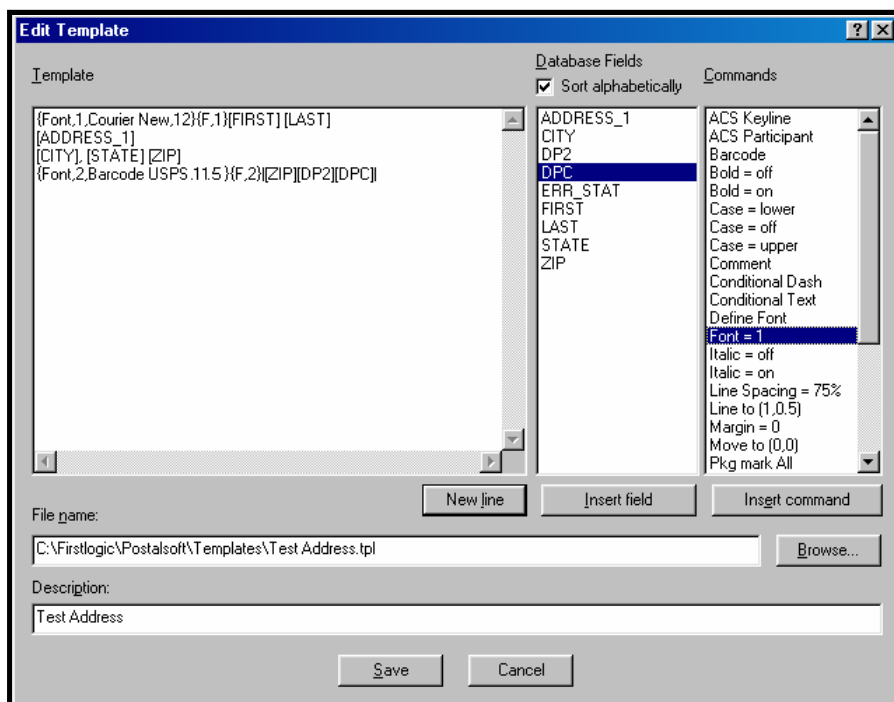 Edit Template
Template
{Font,1,Courier New,12}{F,1}[FIRST] [LAST]
[ADDRESS_1]
[CITY], [STATE] [ZIP]
{Font,2,Barcode USPS.11.5 }{F,2}|[ZIP][DP2][DPC]|
Database Fields
Sort alphabetically
ADDRESS_1
CITY
DP2
DPC
ERR_STAT
FIRST
LAST
STATE
ZIP
Commands
ACS Keyline
ACS Participant
Barcode
Bold = off
Bold = on
Case = lower
Case = off
Case = upper
Comment
Conditional Dash
Conditional Text
Define Font
Font = 1
Italic = off
Italic = on
Line Spacing = 75%
Line to (1,0.5)
Margin = 0
Move to (0,0)
Pkg mark All
New line
Insert field
Insert command
File name:
C:\Firstlogic\Postalsoft\Templates\Test Address.tpl
Browse...
Description:
Test Address
Save
Cancel